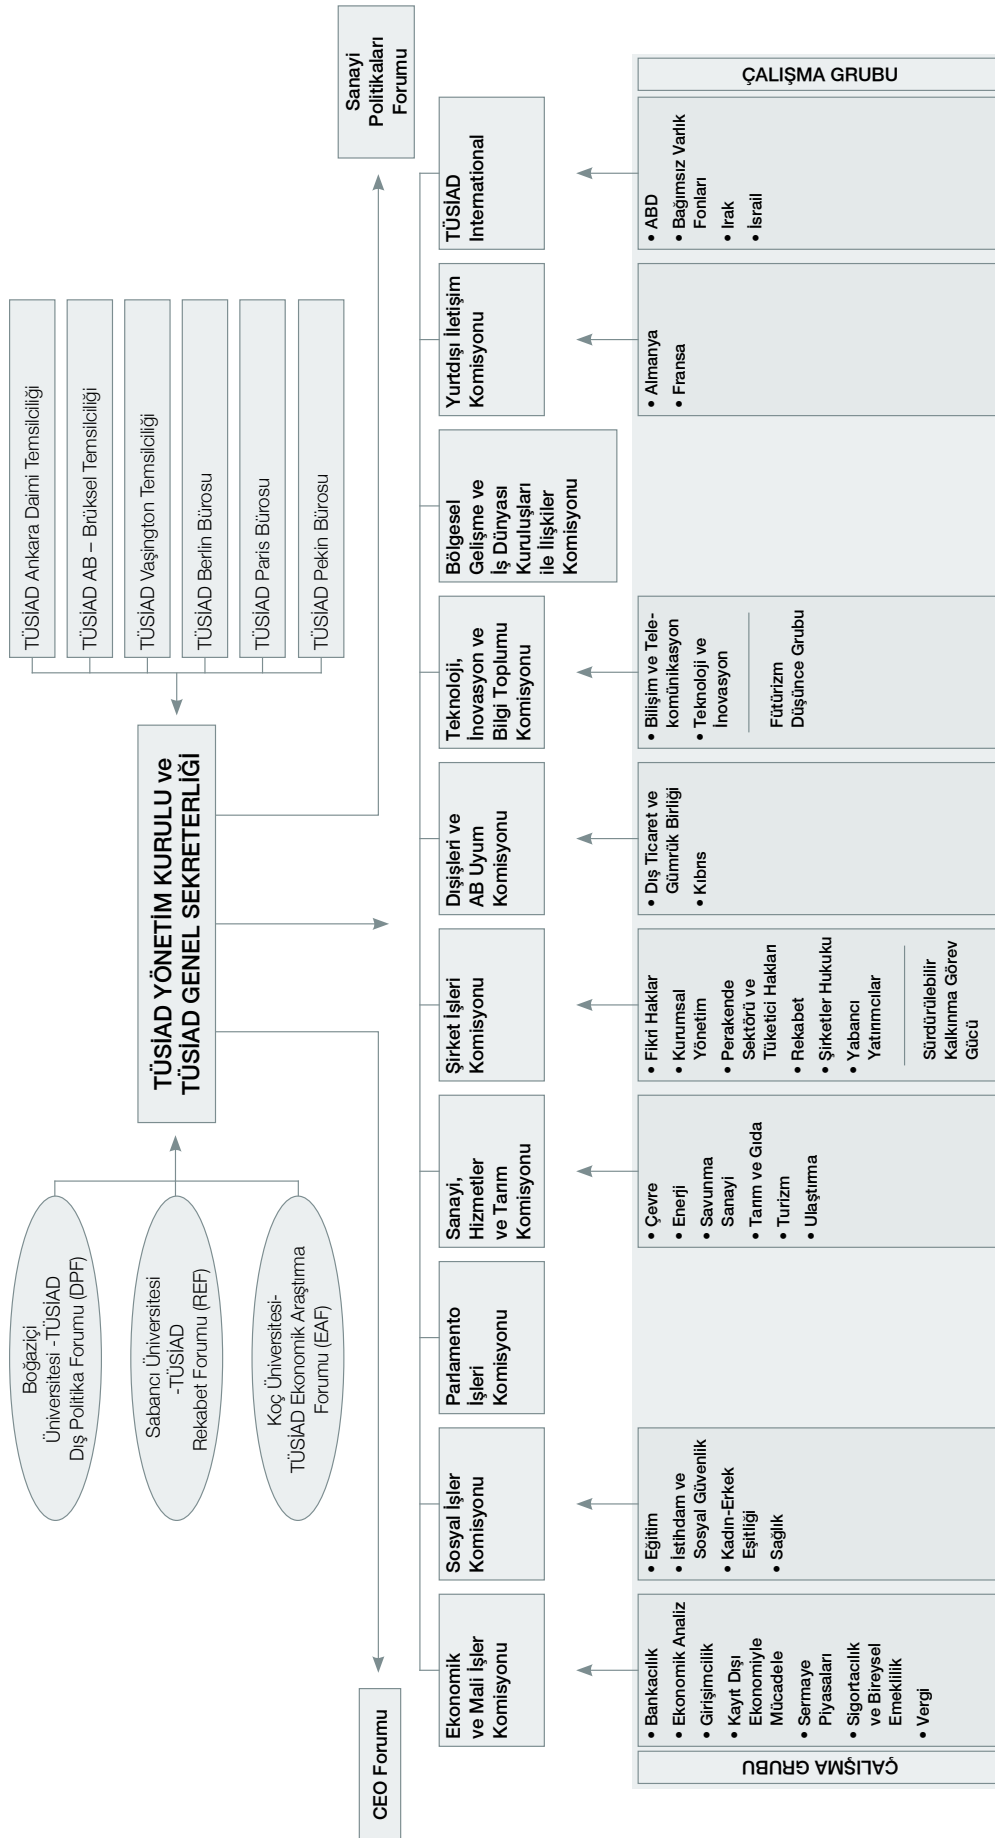 Boğaziçi
Üniversitesi -TÜSİAD
Dış Politika Forumu (DPF)
Sabancı Üniversitesi
-TÜSİAD
Rekabet Forumu (REF)
Koç Üniversitesi-
TÜSİAD Ekonomik Araştırma
Forumu (EAF)
TÜSİAD YÖNETİM KURULU ve
TÜSİAD GENEL SEKRETERLİĞİ
TÜSİAD Ankara Daimi Temsilciliği
TÜSİAD AB – Brüksel Temsilciliği
TÜSİAD Vaşington Temsilciliği
TÜSİAD Berlin Bürosu
TÜSİAD Paris Bürosu
TÜSİAD Pekin Bürosu
CEO Forumu
Sanayi
Politikaları
Forumu
Ekonomik
ve Mali İşler
Komisyonu
Sosyal İşler
Komisyonu
Parlamento
İşleri
Komisyonu
Sanayi,
Hizmetler
ve Tarım
Komisyonu
Şirket İşleri
Komisyonu
Dışişleri ve
AB Uyum
Komisyonu
Teknoloji,
İnovasyon ve
Bilgi Toplumu
Komisyonu
Bölgesel
Gelişme ve
İş Dünyası
Kuruluşları
ile İlişkiler
Komisyonu
Yurtdışı İletişim
Komisyonu
TÜSİAD
International
ÇALIŞMA GRUBU
• Bankacılık
• Ekonomik Analiz
• Girişimcilik
• Kayıt Dışı
Ekonomiyle
Mücadele
• Sermaye
Piyasaları
• Sigortacılık
ve Bireysel
Emeklilik
• Vergi
• Eğitim
• İstihdam ve
Sosyal Güvenlik
• Kadın-Erkek
Eşitliği
• Sağlık
• Çevre
• Enerji
• Savunma
Sanayi
• Tarım ve Gıda
• Turizm
• Ulaştırma
• Fikri Haklar
• Kurumsal
Yönetim
• Perakende
Sektörü ve
Tüketici Hakları
• Rekabet
• Şirketler Hukuku
• Yabancı
Yatırımcılar
Sürdürülebilir
Kalkınma Görev
Gücü
• Dış Ticaret ve
Gümrük Birliği
• Kıbrıs
• Bilişim ve Tele-
komünikasyon
• Teknoloji ve
İnovasyon
Fütürizm
Düşünce Grubu
• Almanya
• Fransa
• ABD
• Bağımsız Varlık
Fonları
• Irak
• İsrail
ÇALIŞMA GRUBU